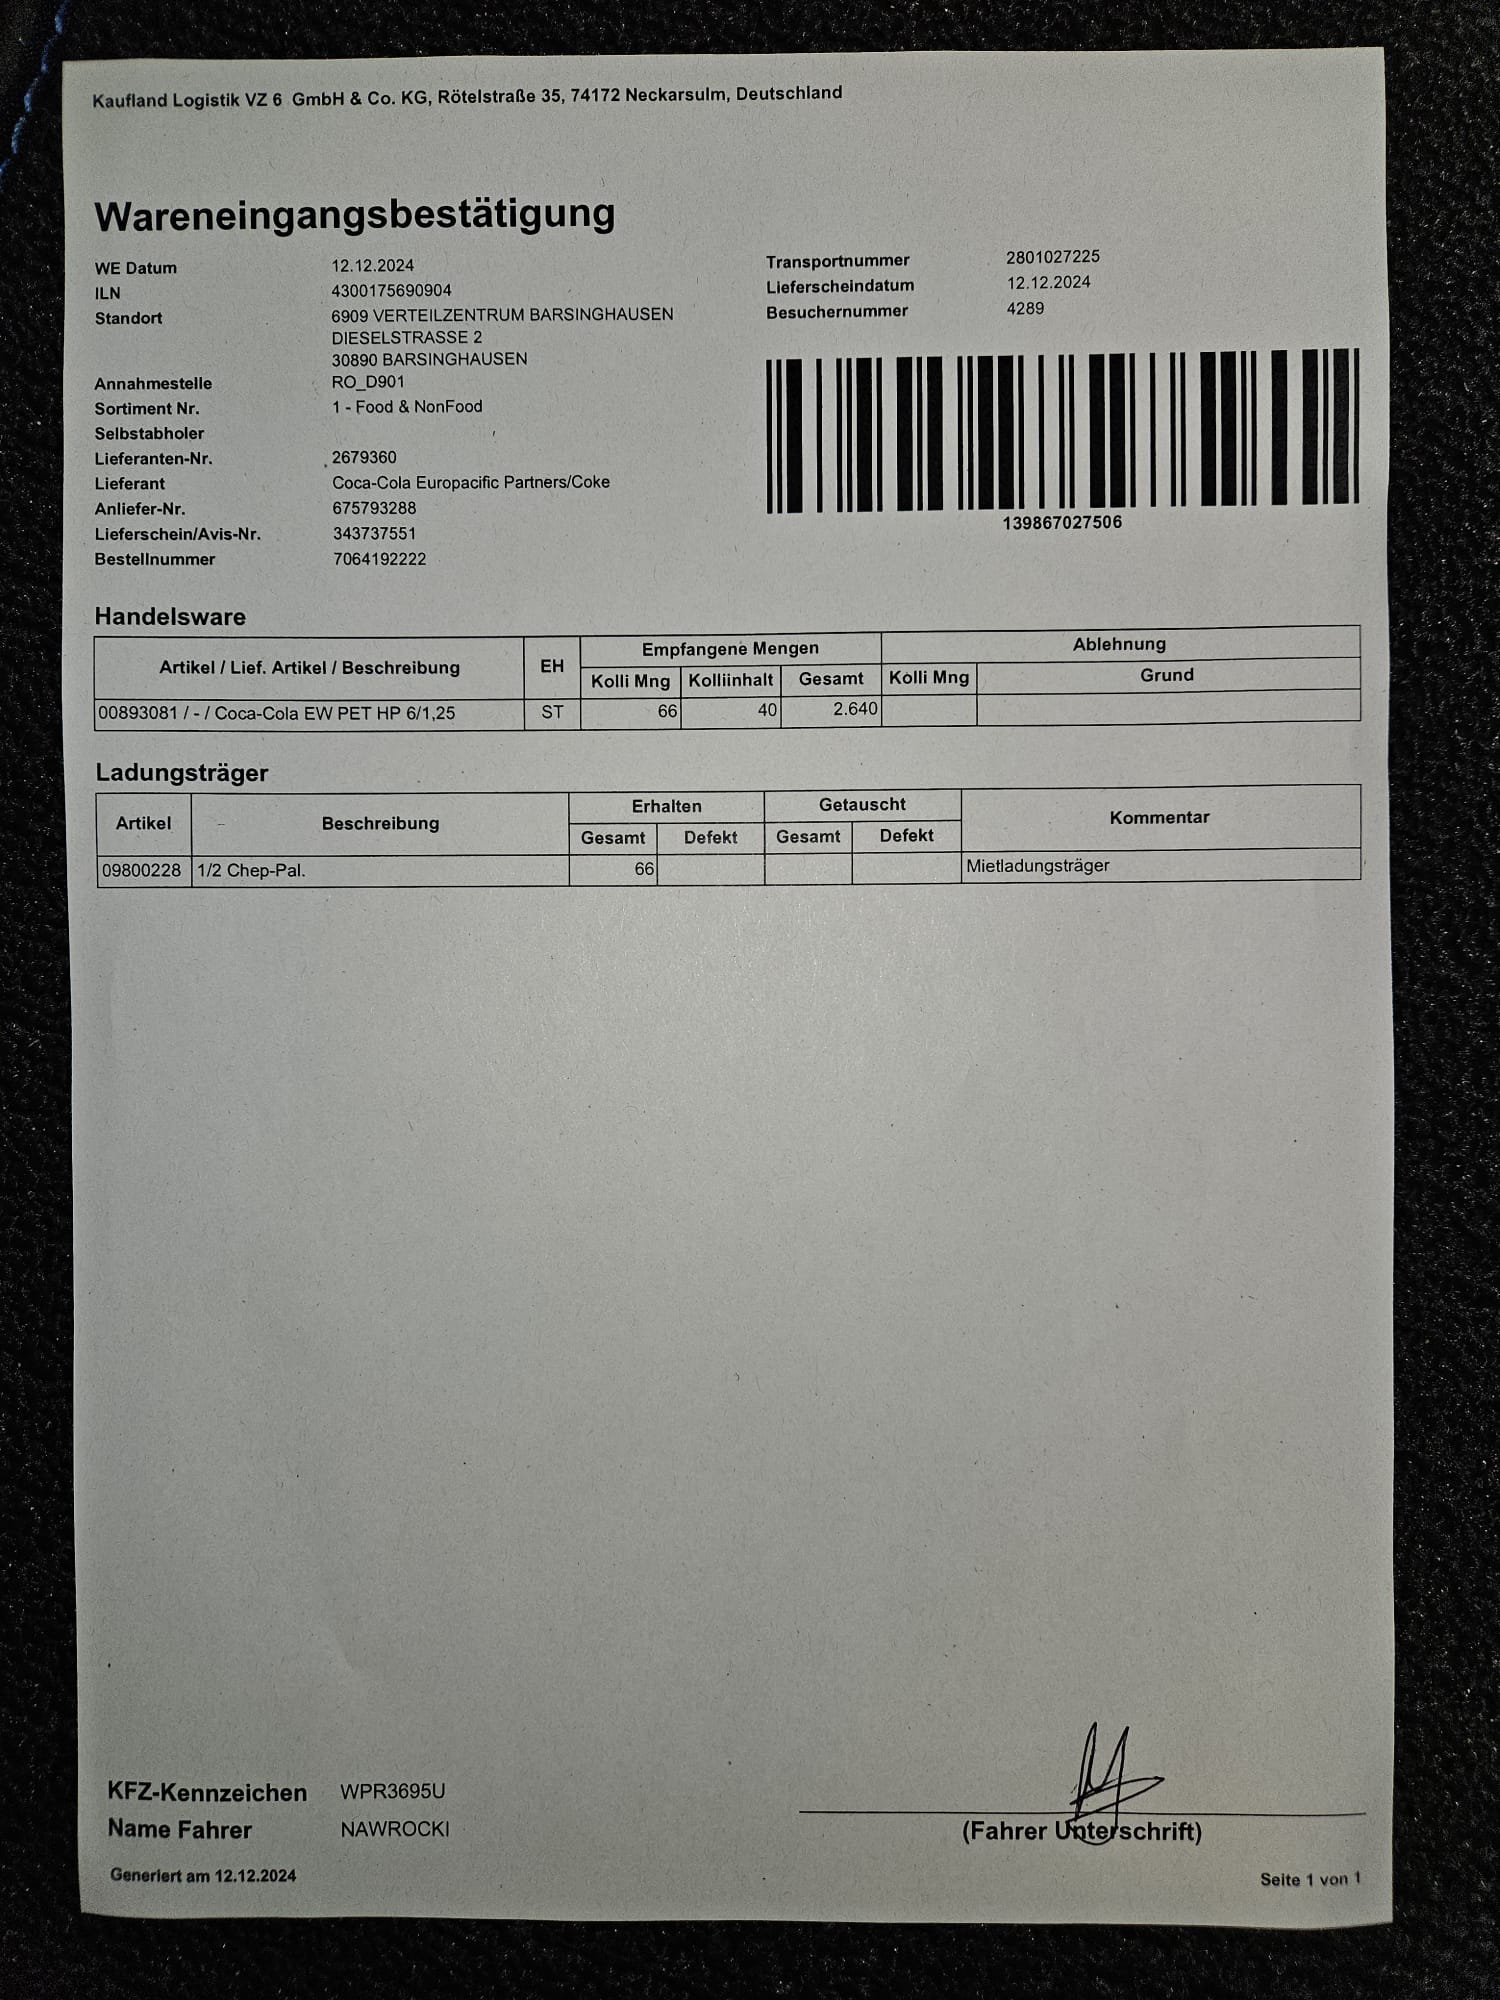 Kaufland Logistik VZ 6 GmbH & Co. KG, Rötelstraße 35, 74172 Neckarsulm, Deutschland
Wareneingangsbestätigung
WE Datum 12.12.2024
ILN 4300175690904
Standort 6909 VERTEILZENTRUM BARSINGHAUSEN
DIESELSTRASSE 2
30890 BARSINGHAUSEN
Annahmestelle RO_D901
Sortiment Nr. 1 - Food & NonFood
Selbstabholer
Lieferanten-Nr. 2679360
Lieferant Coca-Cola Europacific Partners/Coke
Anliefer-Nr. 675793288
Lieferschein/Avis-Nr. 343737551
Bestellnummer 7064192222
Transportnummer 2801027225
Lieferscheindatum 12.12.2024
Besuchernummer 4289
139867027506
Handelsware
Artikel / Lief. Artikel / Beschreibung EH Empfangene Mengen Ablehnung
Kolli Mng Kolliinhalt Gesamt Kolli Mng Grund
00893081 / - / Coca-Cola EW PET HP 6/1,25 ST 66 40 2.640
Ladungsträger
Artikel Beschreibung Erhalten Getauscht Kommentar
Gesamt Defekt Gesamt Defekt
09800228 1/2 Chep-Pal. 66 Mietladungsträger
KFZ-Kennzeichen WPR3695U
Name Fahrer NAWROCKI
(Fahrer Unterschrift)
Generiert am 12.12.2024
Seite 1 von 1